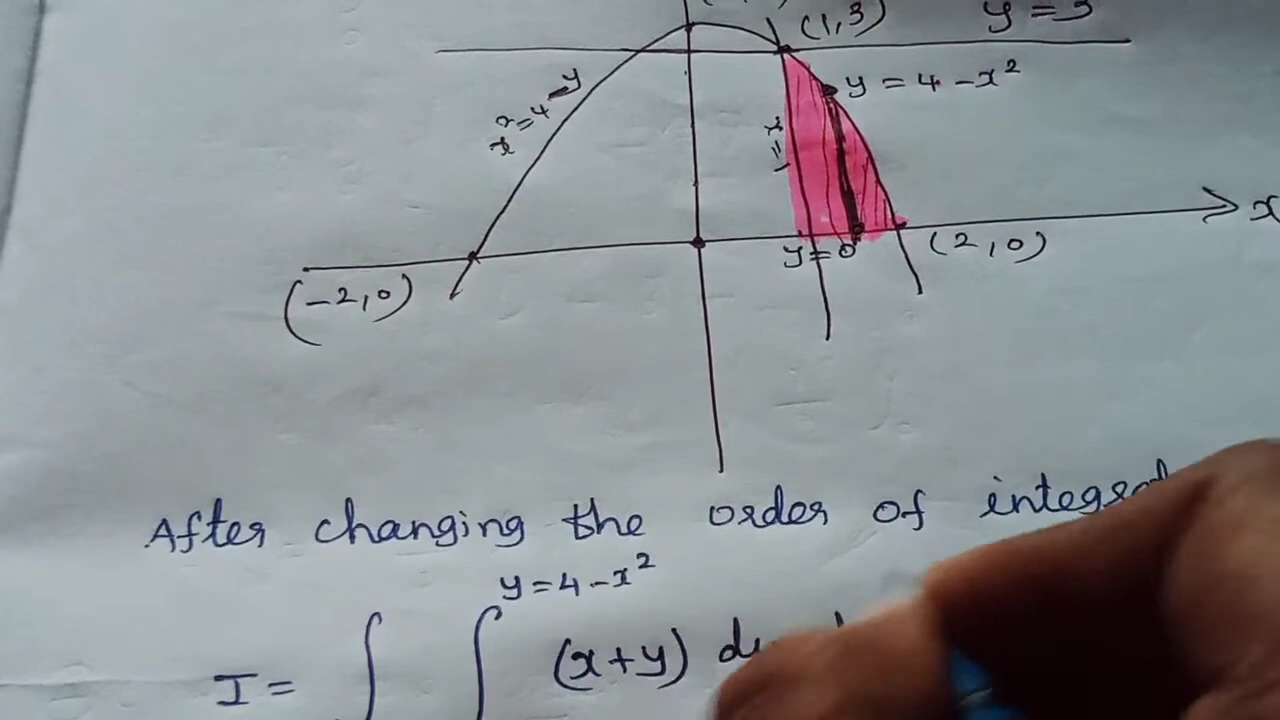 (1,3)
y = 3
x² = 4 - y
y = 4 - x²
x = 1
x
y = 0
(2,0)
(-2,0)
After changing the order of
y = 4 - x²
I = ∫ ∫ (x+y)